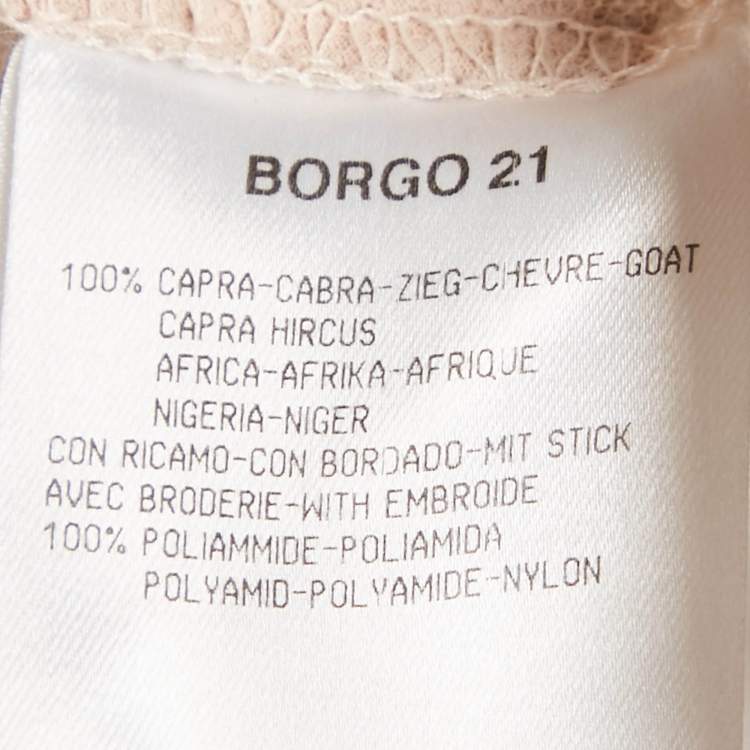 BORGO 21
100% CAPRA-CABRA-ZIEG-CHEVRE-GOAT
CAPRA HIRCUS
AFRICA-AFRIKA-AFRIQUE
NIGERIA-NIGER
CON RICAMO-CON BORDADO-MIT STICK
AVEC BRODERIE-WITH EMBROIDE
100% POLIAMMIDE-POLIAMIDA
POLYAMID-POLYAMIDE-NYLON